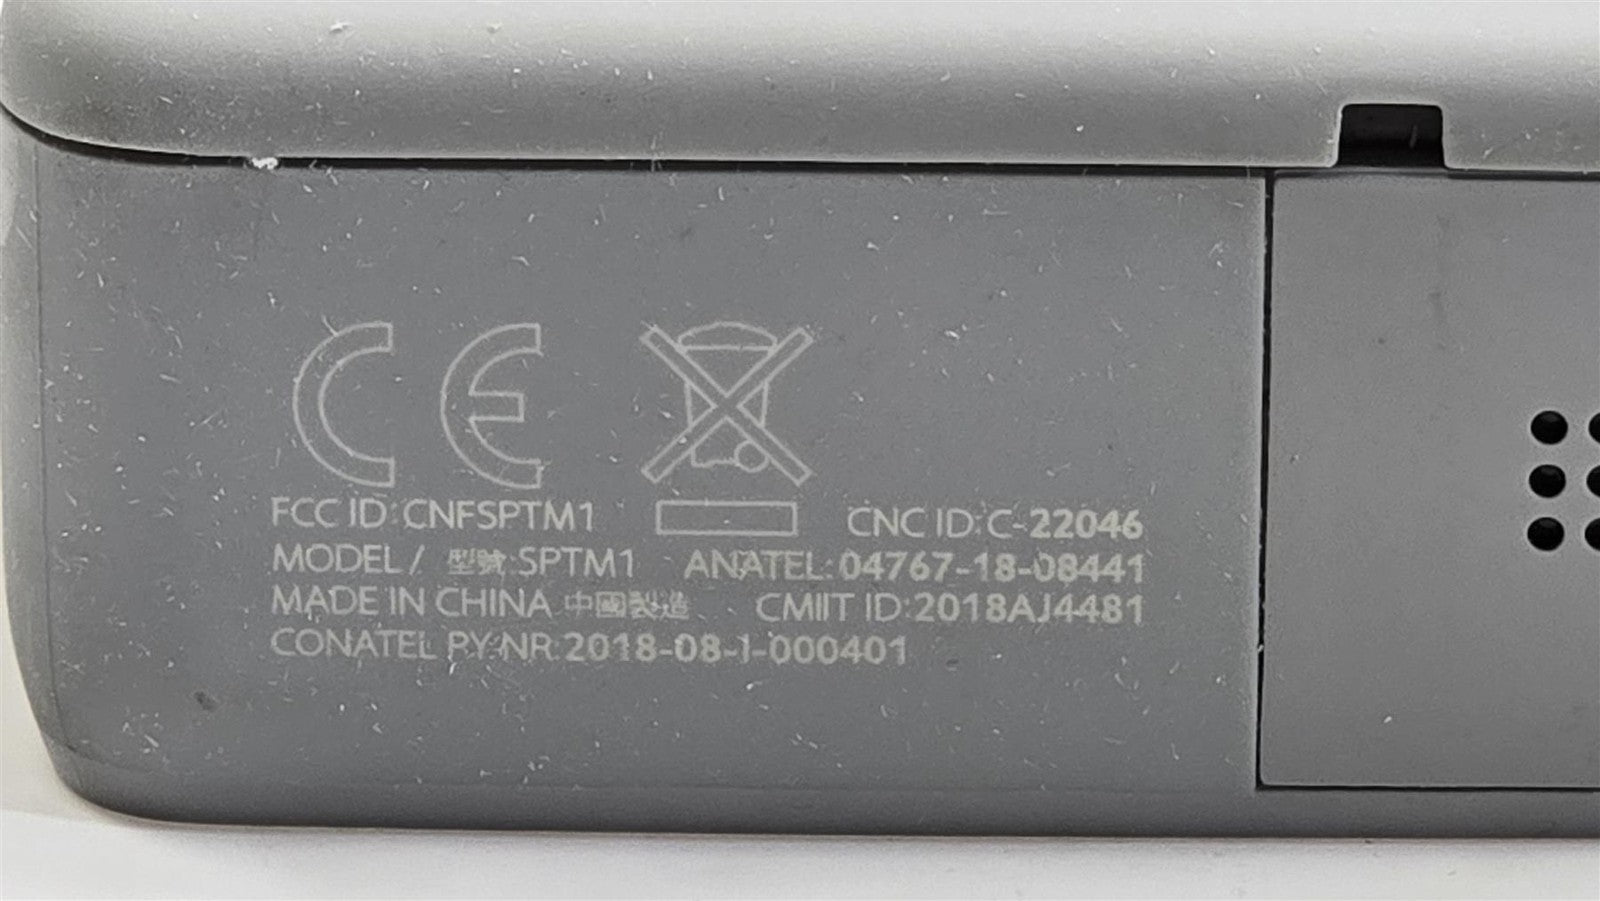 CE
FCC ID:CNFSPTM1 CNC ID:C-22046
MODEL/ 型號:SPTM1 ANATEL:04767-18-08441
MADE IN CHINA 中國製造 CMIIT ID:2018AJ4481
CONATEL PY-NR:2018-08-I-000401